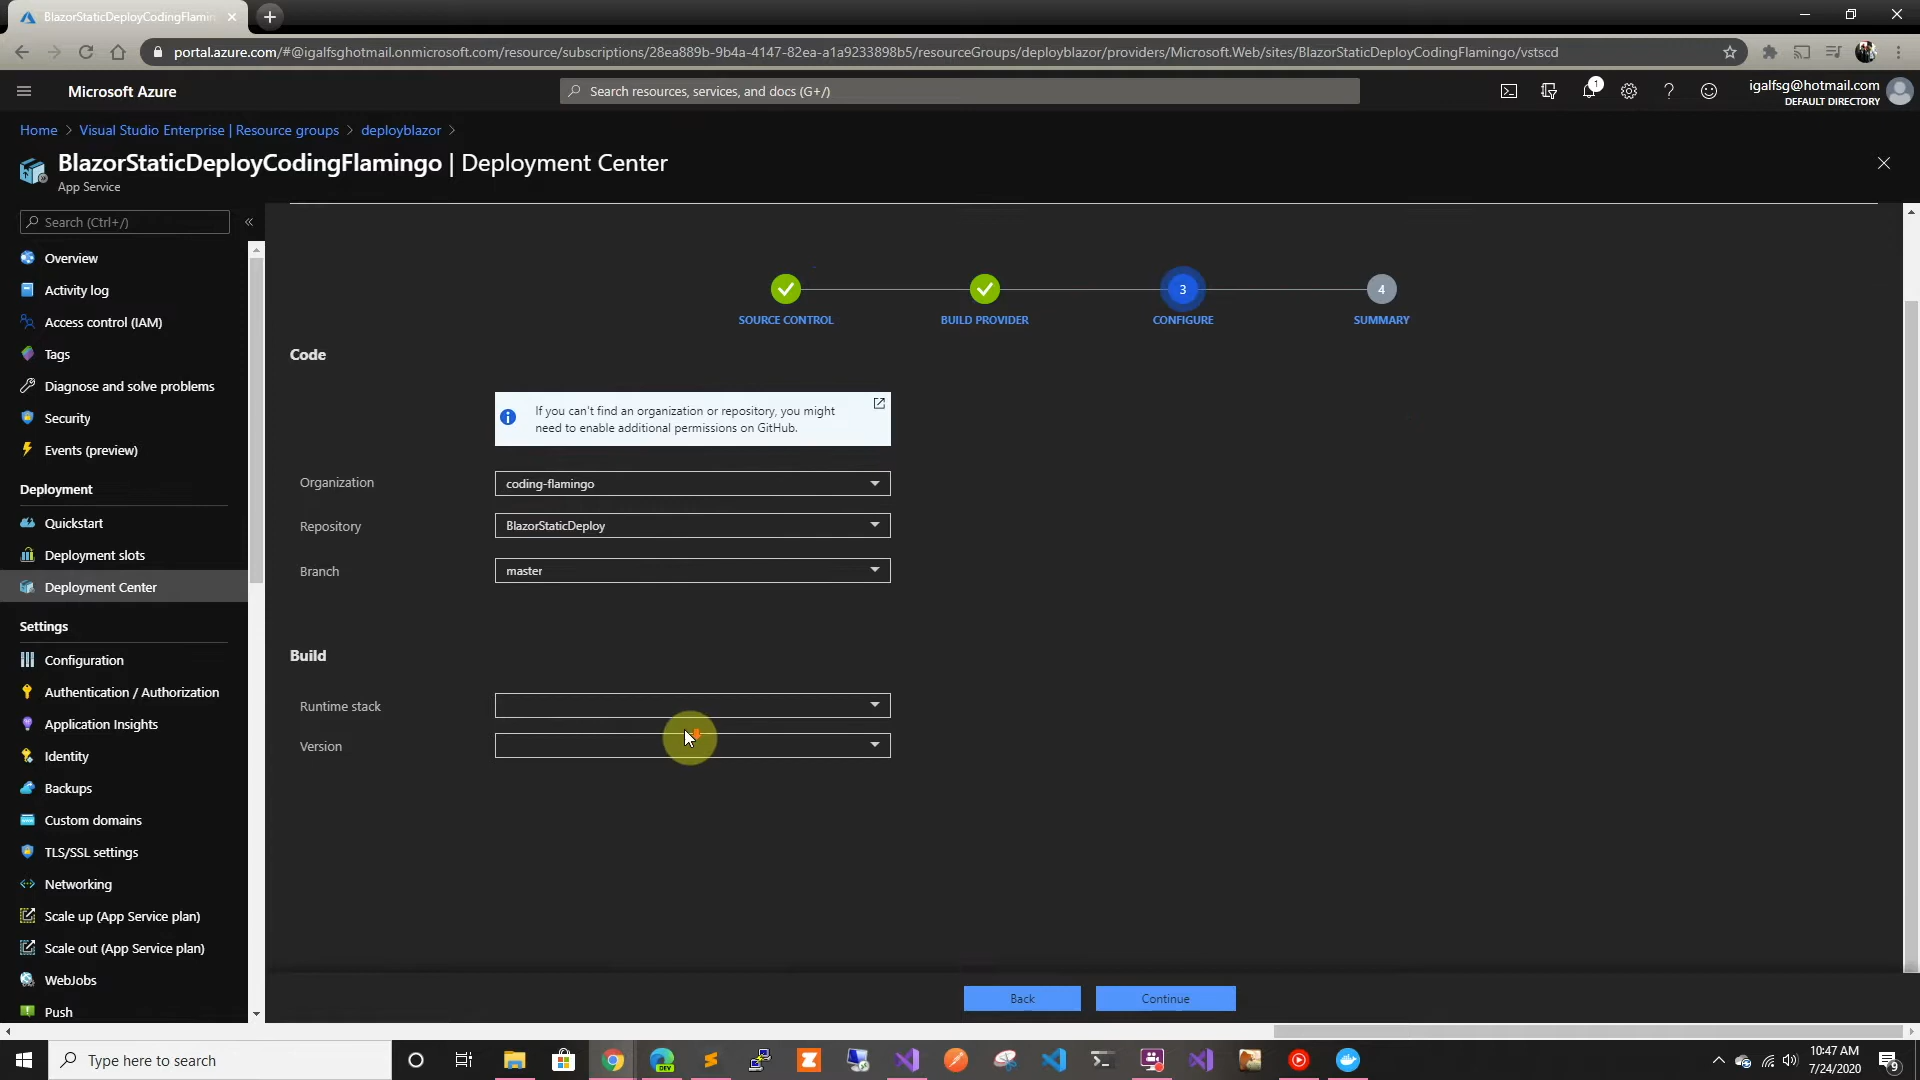 BlazorStaticDeployCodingFlamin
portal.azure.com/#@igalfsghotmail.onmicrosoft.com/resource/subscriptions/28ea889b-9b4a-4147-82ea-a1a9233898b5/resourceGroups/deployblazor/providers/Microsoft.Web/sites/BlazorStaticDeployCodingFlamingo/vstscd
Microsoft Azure
Search resources, services, and docs (G+/)
1
igalfsg@hotmail.com
DEFAULT DIRECTORY
Home > Visual Studio Enterprise | Resource groups > deployblazor >
BlazorStaticDeployCodingFlamingo | Deployment Center
App Service
Search (Ctrl+/)
«
Overview
Activity log
Access control (IAM)
Tags
Diagnose and solve problems
Security
Events (preview)
Deployment
Quickstart
Deployment slots
Deployment Center
Settings
Configuration
Authentication / Authorization
Application Insights
Identity
Backups
Custom domains
TLS/SSL settings
Networking
Scale up (App Service plan)
Scale out (App Service plan)
WebJobs
Push
3
4
SOURCE CONTROL
BUILD PROVIDER
CONFIGURE
SUMMARY
Code
If you can't find an organization or repository, you might
need to enable additional permissions on GitHub.
Organization
coding-flamingo
Repository
BlazorStaticDeploy
Branch
master
Build
Runtime stack
Version
Back
Continue
Type here to search
DEV
10:47 AM
7/24/2020
9